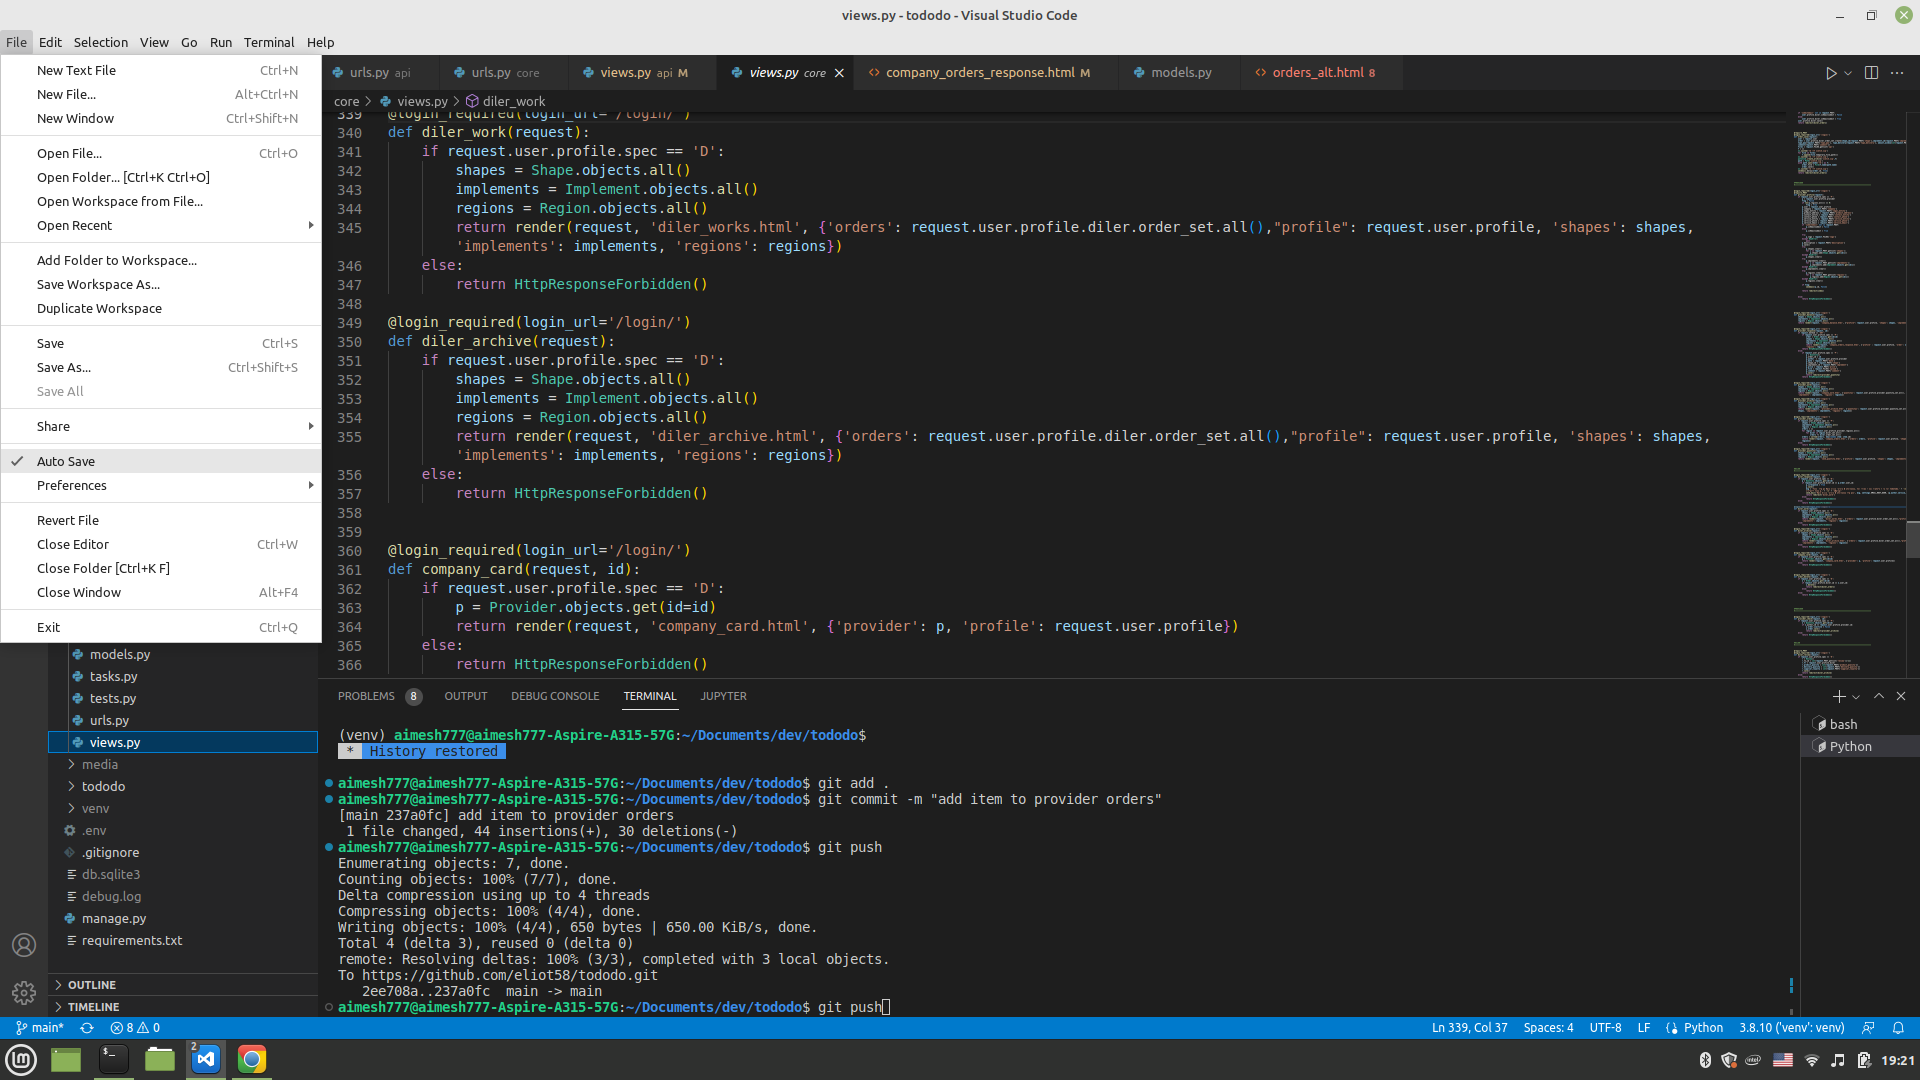 views.py - tododo - Visual Studio Code
File Edit Selection View Go Run Terminal Help
New Text File Ctrl+N
New File... Alt+Ctrl+N
New Window Ctrl+Shift+N
Open File... Ctrl+O
Open Folder... [Ctrl+K Ctrl+O]
Open Workspace from File...
Open Recent
Add Folder to Workspace...
Save Workspace As...
Duplicate Workspace
Save Ctrl+S
Save As... Ctrl+Shift+S
Save All
Share
Auto Save
Preferences
Revert File
Close Editor Ctrl+W
Close Folder [Ctrl+K F]
Close Window Alt+F4
Exit Ctrl+Q
models.py
tasks.py
tests.py
urls.py
views.py
media
tododo
venv
.env
.gitignore
db.sqlite3
debug.log
manage.py
requirements.txt
OUTLINE
TIMELINE
urls.py api urls.py core views.py api M views.py core company_orders_response.html M models.py orders_alt.html 8
core > views.py > diler_work
339 @login_required(login_url='/login/')
340 def diler_work(request):
341 if request.user.profile.spec == 'D':
342 shapes = Shape.objects.all()
343 implements = Implement.objects.all()
344 regions = Region.objects.all()
345 return render(request, 'diler_works.html', {'orders': request.user.profile.diler.order_set.all(),"profile": request.user.profile, 'shapes': shapes,
'implements': implements, 'regions': regions})
346 else:
347 return HttpResponseForbidden()
348
349 @login_required(login_url='/login/')
350 def diler_archive(request):
351 if request.user.profile.spec == 'D':
352 shapes = Shape.objects.all()
353 implements = Implement.objects.all()
354 regions = Region.objects.all()
355 return render(request, 'diler_archive.html', {'orders': request.user.profile.diler.order_set.all(),"profile": request.user.profile, 'shapes': shapes,
'implements': implements, 'regions': regions})
356 else:
357 return HttpResponseForbidden()
358
359
360 @login_required(login_url='/login/')
361 def company_card(request, id):
362 if request.user.profile.spec == 'D':
363 p = Provider.objects.get(id=id)
364 return render(request, 'company_card.html', {'provider': p, 'profile': request.user.profile})
365 else:
366 return HttpResponseForbidden()
PROBLEMS 8 OUTPUT DEBUG CONSOLE TERMINAL JUPYTER
bash
Python
(venv) aimesh777@aimesh777-Aspire-A315-57G:~/Documents/dev/tododo$
* History restored
aimesh777@aimesh777-Aspire-A315-57G:~/Documents/dev/tododo$ git add .
aimesh777@aimesh777-Aspire-A315-57G:~/Documents/dev/tododo$ git commit -m "add item to provider orders"
[main 237a0fc] add item to provider orders
1 file changed, 44 insertions(+), 30 deletions(-)
aimesh777@aimesh777-Aspire-A315-57G:~/Documents/dev/tododo$ git push
Enumerating objects: 7, done.
Counting objects: 100% (7/7), done.
Delta compression using up to 4 threads
Compressing objects: 100% (4/4), done.
Writing objects: 100% (4/4), 650 bytes | 650.00 KiB/s, done.
Total 4 (delta 3), reused 0 (delta 0)
remote: Resolving deltas: 100% (3/3), completed with 3 local objects.
To https://github.com/eliot58/tododo.git
2ee708a..237a0fc main -> main
aimesh777@aimesh777-Aspire-A315-57G:~/Documents/dev/tododo$ git push
main* 8 0 Ln 339, Col 37 Spaces: 4 UTF-8 LF Python 3.8.10 ('venv': venv)
2 19:21